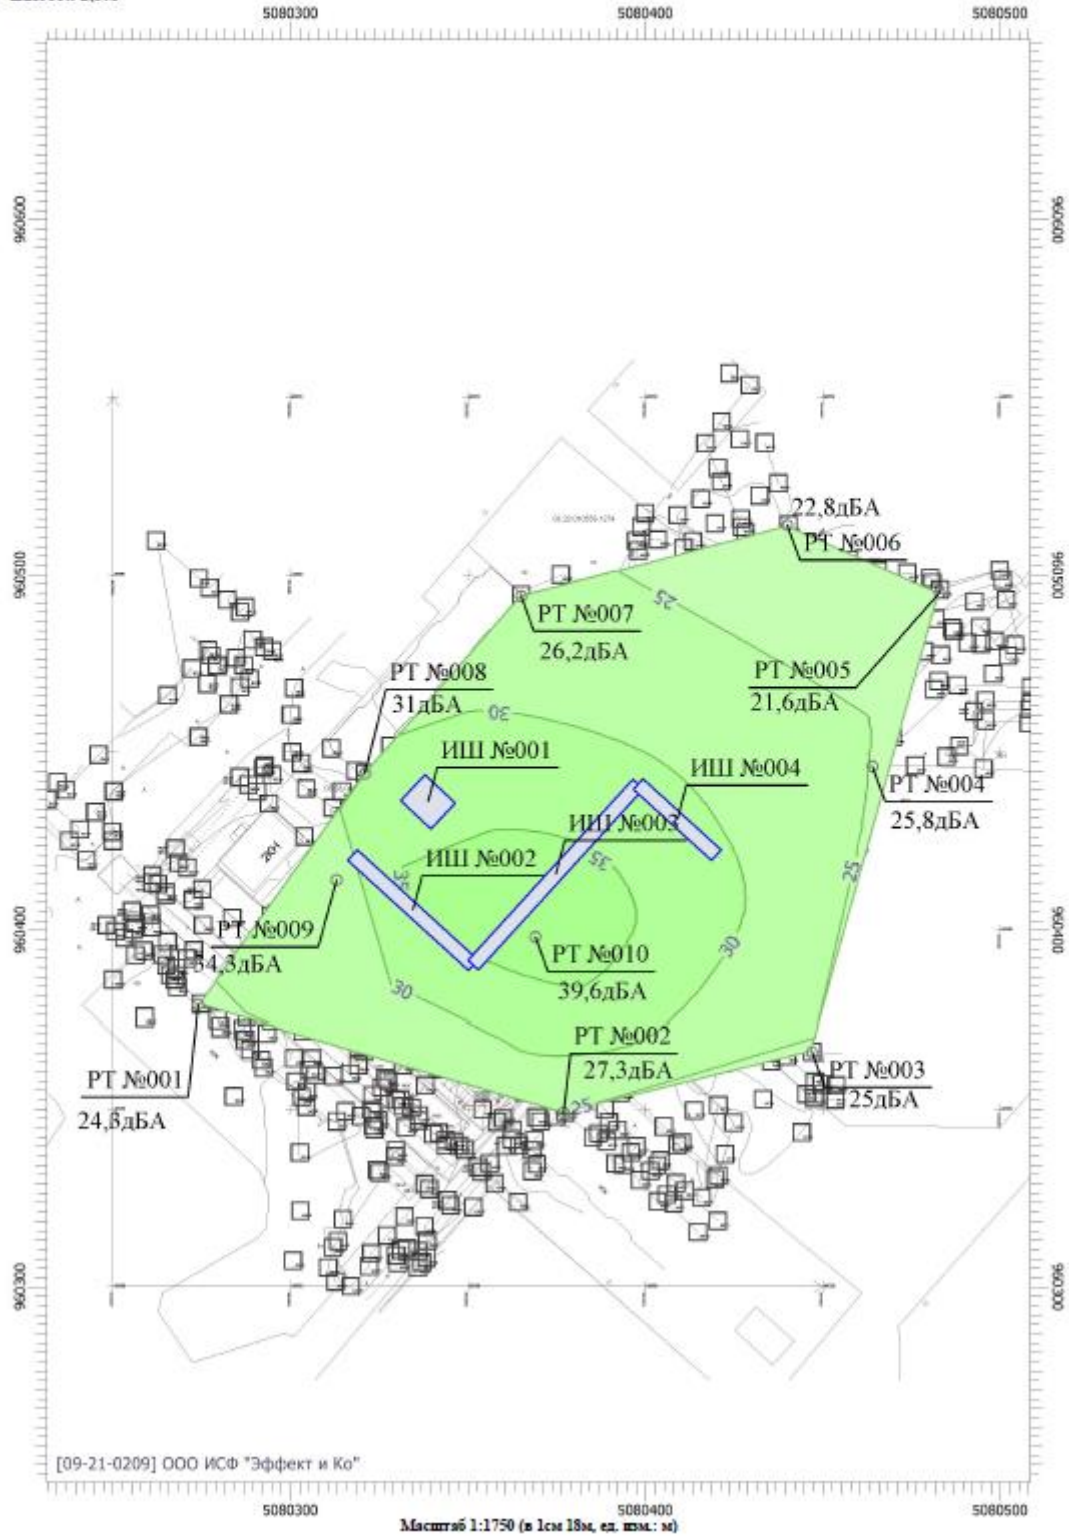 5080300 5080400 5080500
960600 960600
22,8дБА
РТ №006
960500 960500
25
РТ №007
26,2дБА
РТ №005
21,6дБА
РТ №008
31дБА
30
ИШ №001
ИШ №004
РТ №004
25,8дБА
ИШ №003
35
ИШ №002
35
25
РТ №009
34,3дБА
960400 960400
РТ №010
39,6дБА
30
30
РТ №002
27,3дБА
РТ №001
24,5дБА
РТ №003
25дБА
25
960300 960300
[09-21-0209] ООО ИСФ "Эффект и Ко"
5080300 5080400 5080500
Масштаб 1:1750 (в 1см 18м, ед. изм.: м)